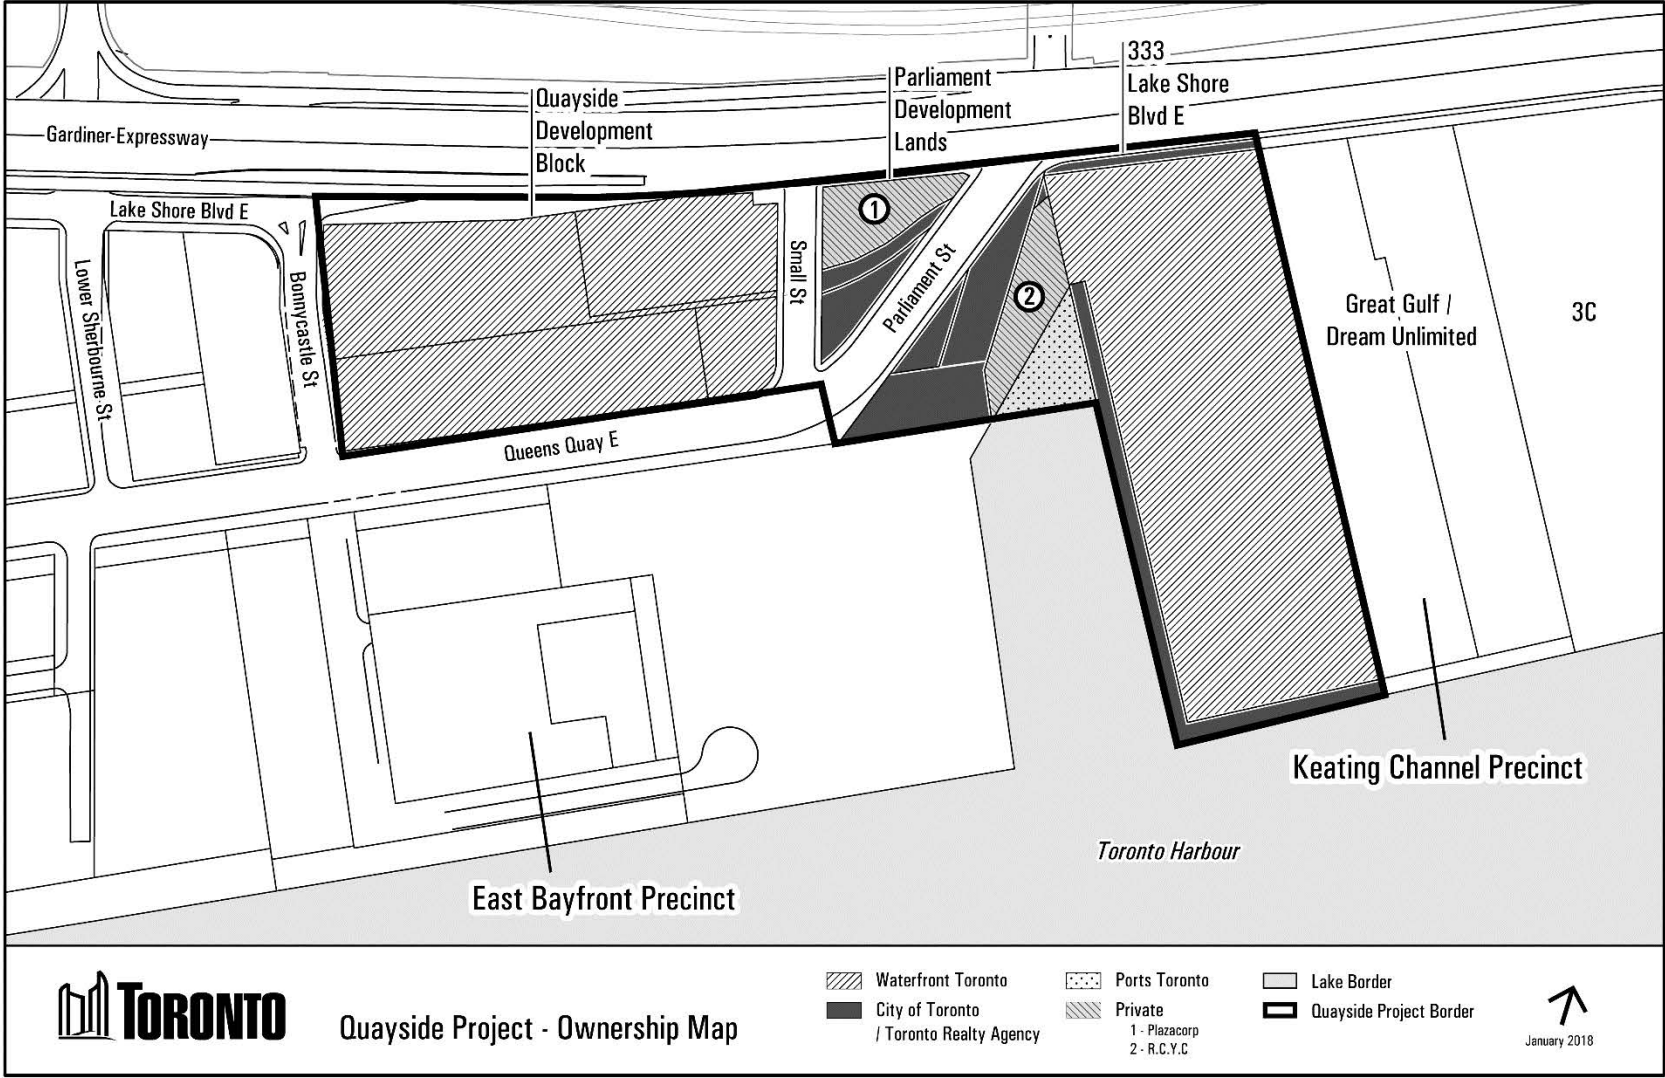 333
Lake Shore
Blvd E
Parliament
Development
Lands
Quayside
Development
Block
Gardiner-Expressway
Lake Shore Blvd E
1
Small St
Parliament St
Bonnycastle St
Lower Sherbourne St
2
Great Gulf /
Dream Unlimited
3C
Queens Quay E
Keating Channel Precinct
Toronto Harbour
East Bayfront Precinct
TORONTO
Quayside Project - Ownership Map
Waterfront Toronto
City of Toronto
/ Toronto Realty Agency
Ports Toronto
Private
1 - Plazacorp
2 - R.C.Y.C
Lake Border
Quayside Project Border
January 2018